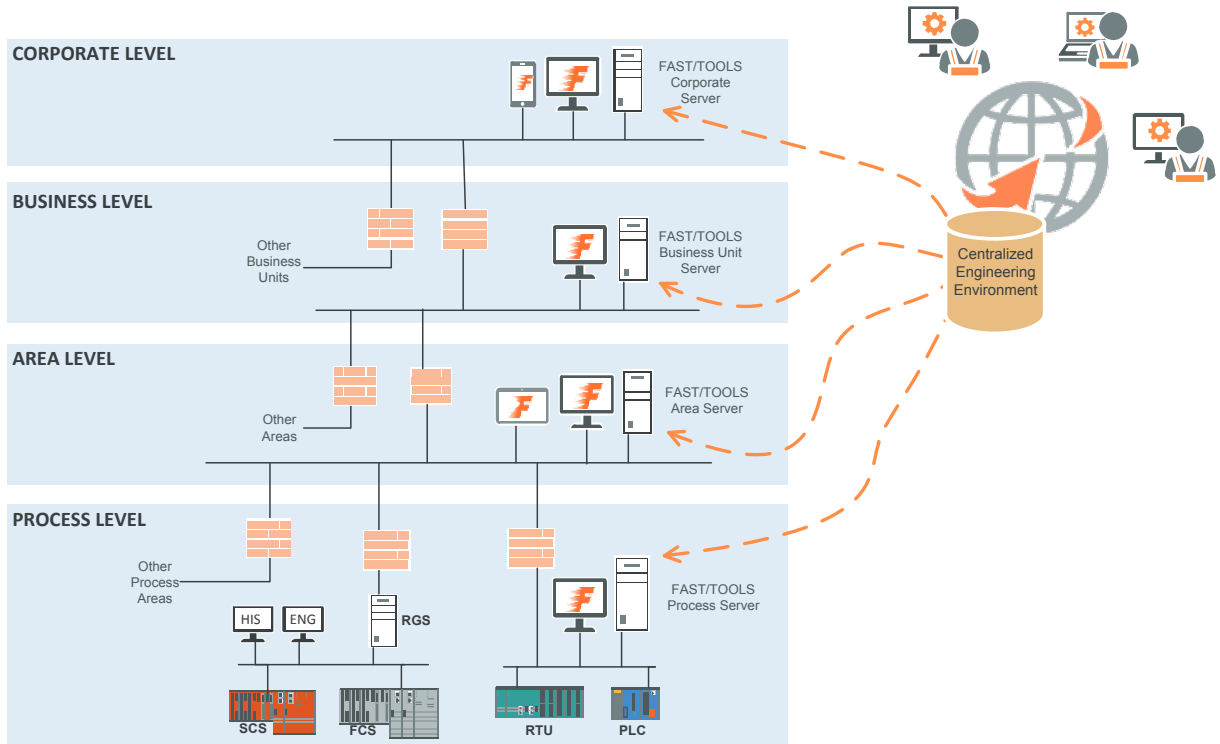 CORPORATE LEVEL
FAST/TOOLS
Corporate
Server
BUSINESS LEVEL
Other
Business
Units
FAST/TOOLS
Business Unit
Server
Centralized
Engineering
Environment
AREA LEVEL
Other
Areas
FAST/TOOLS
Area Server
PROCESS LEVEL
Other
Process
Areas
FAST/TOOLS
Process Server
HIS
ENG
RGS
SCS
FCS
RTU
PLC